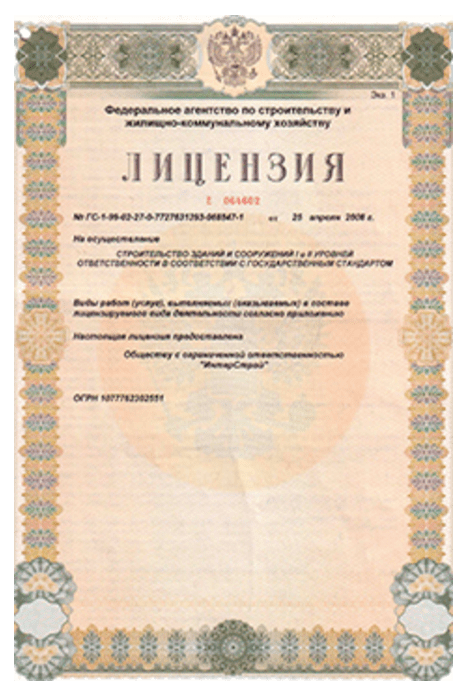 Экз. 1
Федеральное агентство по строительству и
жилищно-коммунальному хозяйству
ЛИЦЕНЗИЯ
064602
№ ГС-1-99-02-27-0-7727631393-068547-1 от 25 апреля 2008 г.
На осуществление
СТРОИТЕЛЬСТВО ЗДАНИЙ И СООРУЖЕНИЙ I и II УРОВНЕЙ
ОТВЕТСТВЕННОСТИ В СООТВЕТСТВИИ С ГОСУДАРСТВЕННЫМ СТАНДАРТОМ
Виды работ (услуг), выполняемых (оказываемых) в составе
лицензируемого вида деятельности согласно приложению
Настоящая лицензия предоставлена
Обществу с ограниченной ответственностью
"ИнтерСтрой"
ОГРН 1077762302551